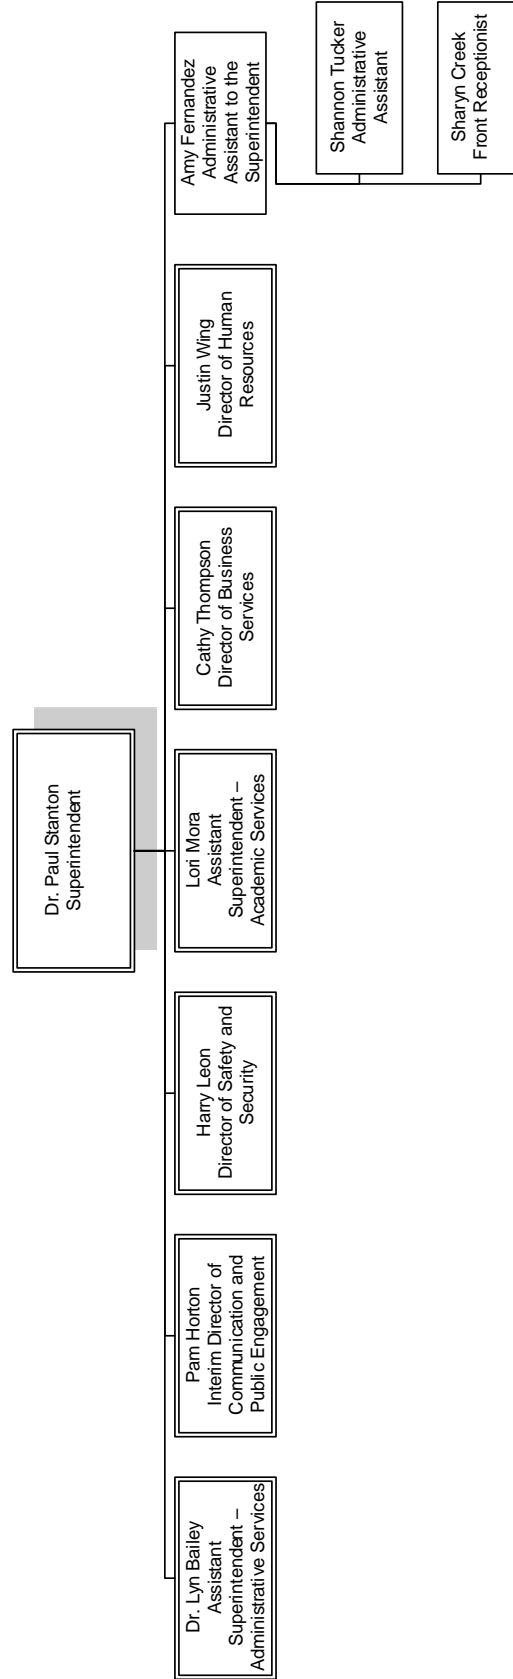 Dr. Paul Stanton
Superintendent
Dr. Lyn Bailey
Assistant
Superintendent –
Administrative Services
Pam Horton
Interim Director of
Communication and
Public Engagement
Harry Leon
Director of Safety and
Security
Lori Mora
Assistant
Superintendent –
Academic Services
Cathy Thompson
Director of Business
Services
Justin Wing
Director of Human
Resources
Amy Fernandez
Administrative
Assistant to the
Superintendent
Shannon Tucker
Administrative
Assistant
Sharyn Creek
Front Receptionist